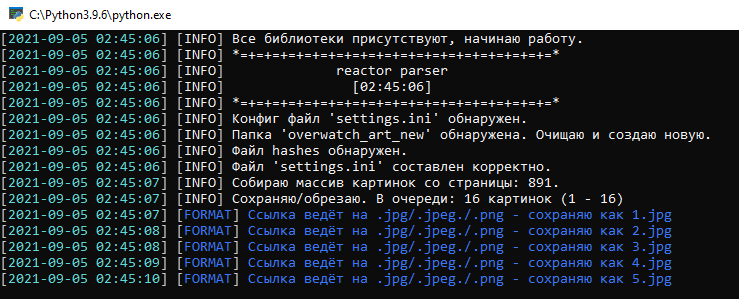 C:\Python3.9.6\python.exe
[2021-09-05 02:45:06] [INFO] Все библиотеки присутствуют, начинаю работу.
[2021-09-05 02:45:06] [INFO] *=+=+=+=+=+=+=+=+=+=+=+=+=+=+=+=+=+=+=+=*
[2021-09-05 02:45:06] [INFO] reactor parser
[2021-09-05 02:45:06] [INFO] [02:45:06]
[2021-09-05 02:45:06] [INFO] *=+=+=+=+=+=+=+=+=+=+=+=+=+=+=+=+=+=+=+=*
[2021-09-05 02:45:06] [INFO] Конфиг файл 'settings.ini' обнаружен.
[2021-09-05 02:45:06] [INFO] Папка 'overwatch_art_new' обнаружена. Очищаю и создаю новую.
[2021-09-05 02:45:06] [INFO] Файл hashes обнаружен.
[2021-09-05 02:45:06] [INFO] Файл 'settings.ini' составлен корректно.
[2021-09-05 02:45:07] [INFO] Собираю массив картинок со страницы: 891.
[2021-09-05 02:45:07] [INFO] Сохраняю/обрезаю. В очереди: 16 картинок (1 - 16)
[2021-09-05 02:45:07] [FORMAT] Ссылка ведёт на .jpg/.jpeg./.png - сохраняю как 1.jpg
[2021-09-05 02:45:08] [FORMAT] Ссылка ведёт на .jpg/.jpeg./.png - сохраняю как 2.jpg
[2021-09-05 02:45:08] [FORMAT] Ссылка ведёт на .jpg/.jpeg./.png - сохраняю как 3.jpg
[2021-09-05 02:45:09] [FORMAT] Ссылка ведёт на .jpg/.jpeg./.png - сохраняю как 4.jpg
[2021-09-05 02:45:10] [FORMAT] Ссылка ведёт на .jpg/.jpeg./.png - сохраняю как 5.jpg